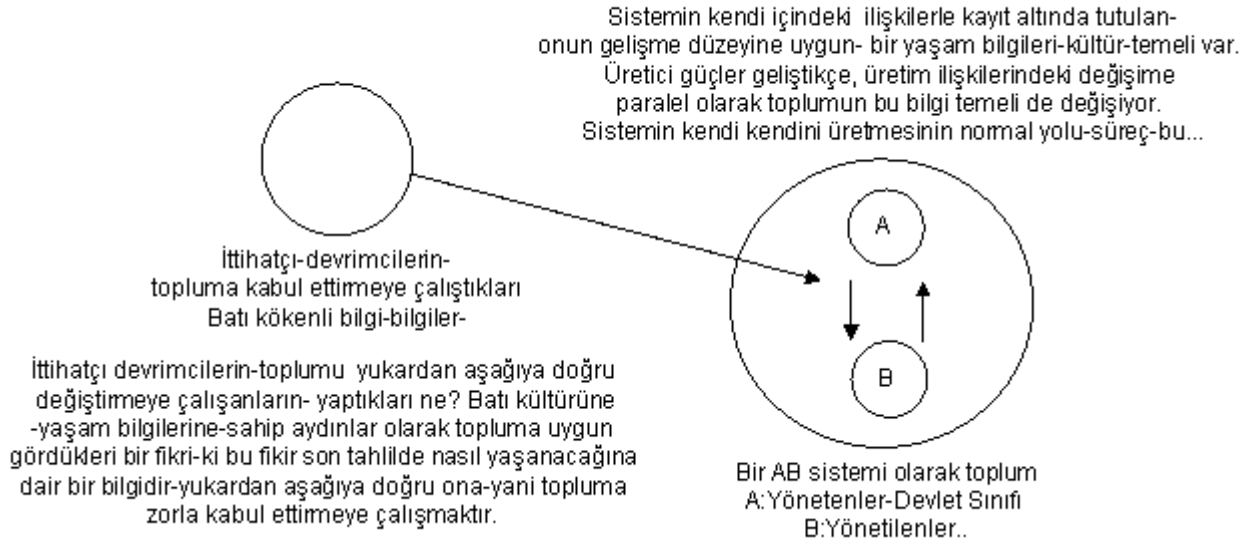 Sistemin kendi içindeki ilişkilerle kayıt altında tutulan-
onun gelişme düzeyine uygun- bir yaşam bilgileri-kültür-temeli var.
Üretici güçler geliştikçe, üretim ilişkilerindeki değişime
paralel olarak toplumun bu bilgi temeli de değişiyor.
Sistemin kendi kendini üretmesinin normal yolu-süreç-bu...
A
B
İttihatçı-devrimcilerin-
topluma kabul ettirmeye çalıştıkları
Batı kökenli bilgi-bilgiler-
İttihatçı devrimcilerin-toplumu yukardan aşağıya doğru
değiştirmeye çalışanların- yaptıkları ne? Batı kültürüne
-yaşam bilgilerine-sahip aydınlar olarak topluma uygun
gördükleri bir fikri-ki bu fikir son tahlilde nasıl yaşanacağına
dair bir bilgidir-yukardan aşağıya doğru ona-yani topluma
zorla kabul ettirmeye çalışmaktır.
Bir AB sistemi olarak toplum
A:Yönetenler-Devlet Sınıfı
B:Yönetilenler..